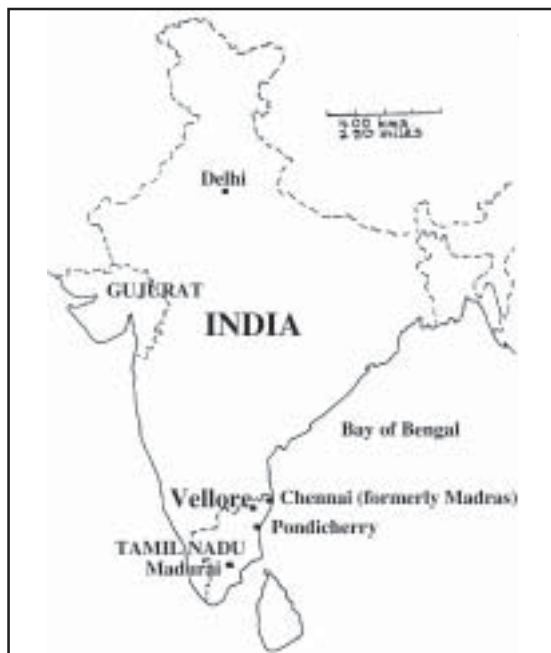 400 kms
250 miles
Delhi
GUJURAT
INDIA
Bay of Bengal
Vellore
Chennai (formerly Madras)
Pondicherry
TAMIL NADU
Madurai